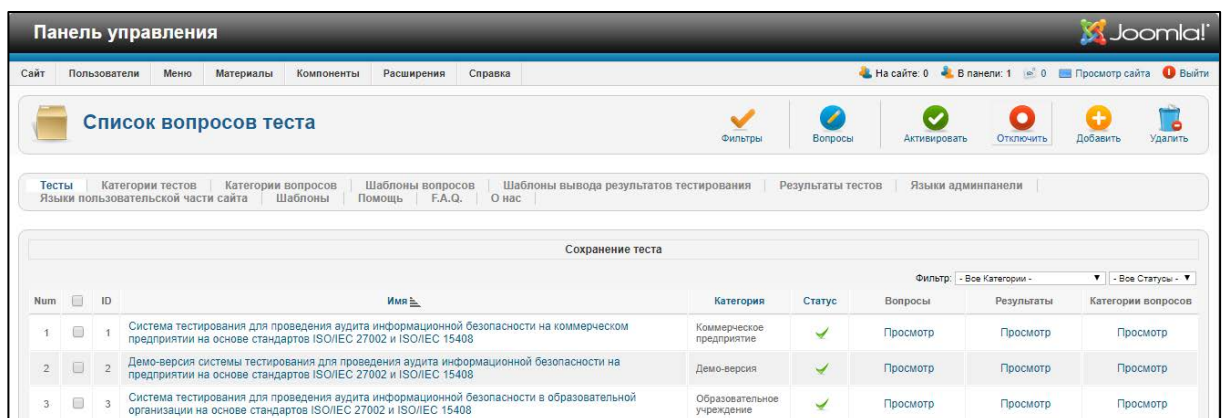 Панель управления
Joomla!
Сайт Пользователи Меню Материалы Компоненты Расширения Справка На сайте: 0 В панели: 1 0 Просмотр сайта Выйти
Список вопросов теста
Фильтры Вопросы Активировать Отключить Добавить Удалить
Тесты Категории тестов Категории вопросов Шаблоны вопросов Шаблоны вывода результатов тестирования Результаты тестов Языки админпанели
Языки пользовательской части сайта Шаблоны Помощь F.A.Q. О нас
Сохранение теста
Фильтр: - Все Категории - - Все Статусы -
Num ID Имя Категория Статус Вопросы Результаты Категории вопросов
1 1 Система тестирования для проведения аудита информационной безопасности на коммерческом
предприятии на основе стандартов ISO/IEC 27002 и ISO/IEC 15408
Коммерческое
предприятие
Просмотр Просмотр Просмотр
2 2 Демо-версия системы тестирования для проведения аудита информационной безопасности на
предприятии на основе стандартов ISO/IEC 27002 и ISO/IEC 15408
Демо-версия
Просмотр Просмотр Просмотр
3 3 Система тестирования для проведения аудита информационной безопасности в образовательной
организации на основе стандартов ISO/IEC 27002 и ISO/IEC 15408
Образовательное
учреждение
Просмотр Просмотр Просмотр